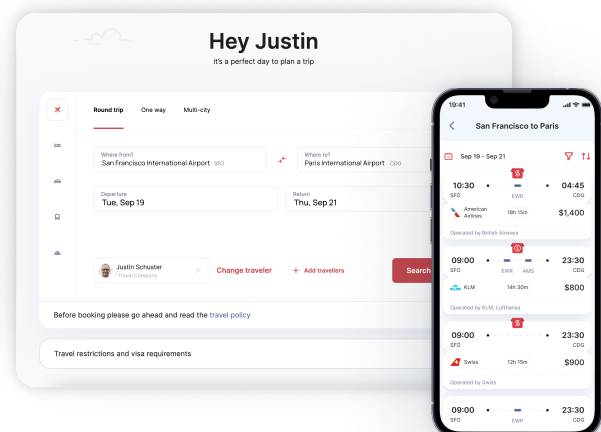 Hey Justin
it's a perfect day to plan a trip
Round trip One way Multi-city
Where from?
San Francisco International Airport SFO
Where to?
Paris International Airport CDG
Departure
Tue, Sep 19
Return
Thu, Sep 21
Justin Schuster
Travel Company
Change traveler
+ Add travellers
Search
Before booking please go ahead and read the travel policy
Travel restrictions and visa requirements
19:41
San Francisco to Paris
Sep 19 - Sep 21
10:30 04:45
SFO EWR CDG
American Airlines 18h 15m $1,400
Operated by British Airways
09:00 23:30
SFO EWR AMS CDG
KLM KLM 14h 30m $800
Operated by KLM, Lufthansa
09:00 23:30
SFO CDG
Swiss 12h 15m $900
Operated by Swiss
09:00 23:30
SFO EWR CDG